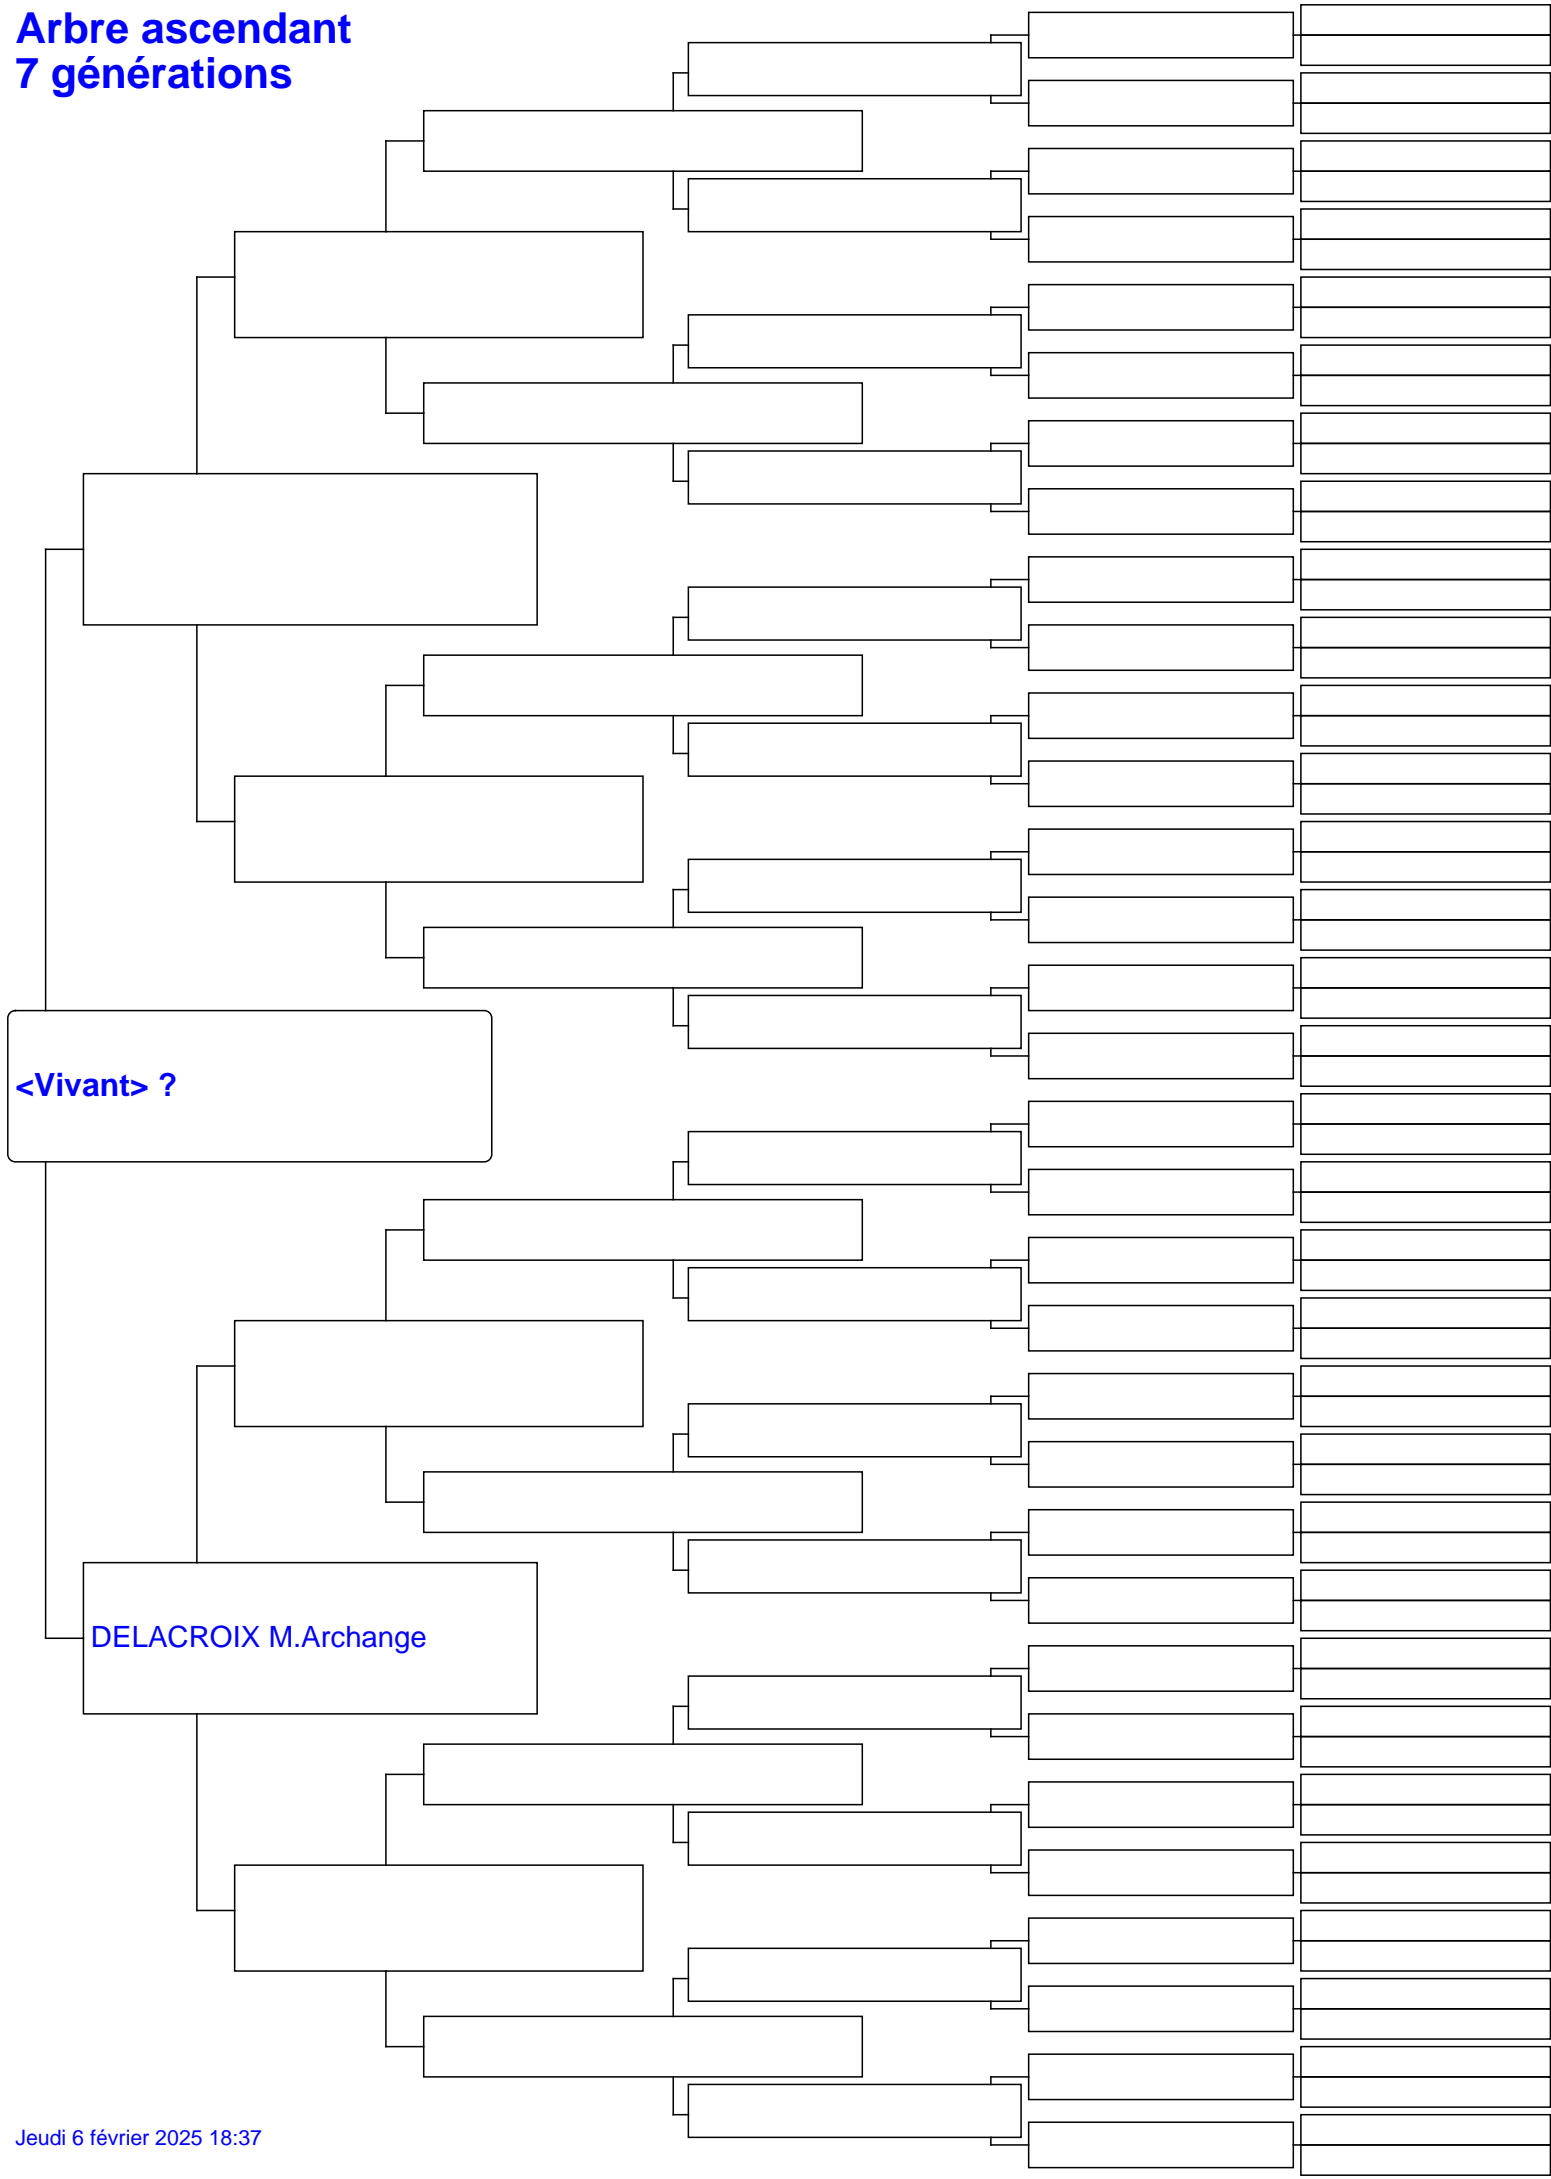 Arbre ascendant
7 générations
<Vivant> ?
DELACROIX M.Archange
Jeudi 6 février 2025 18:37